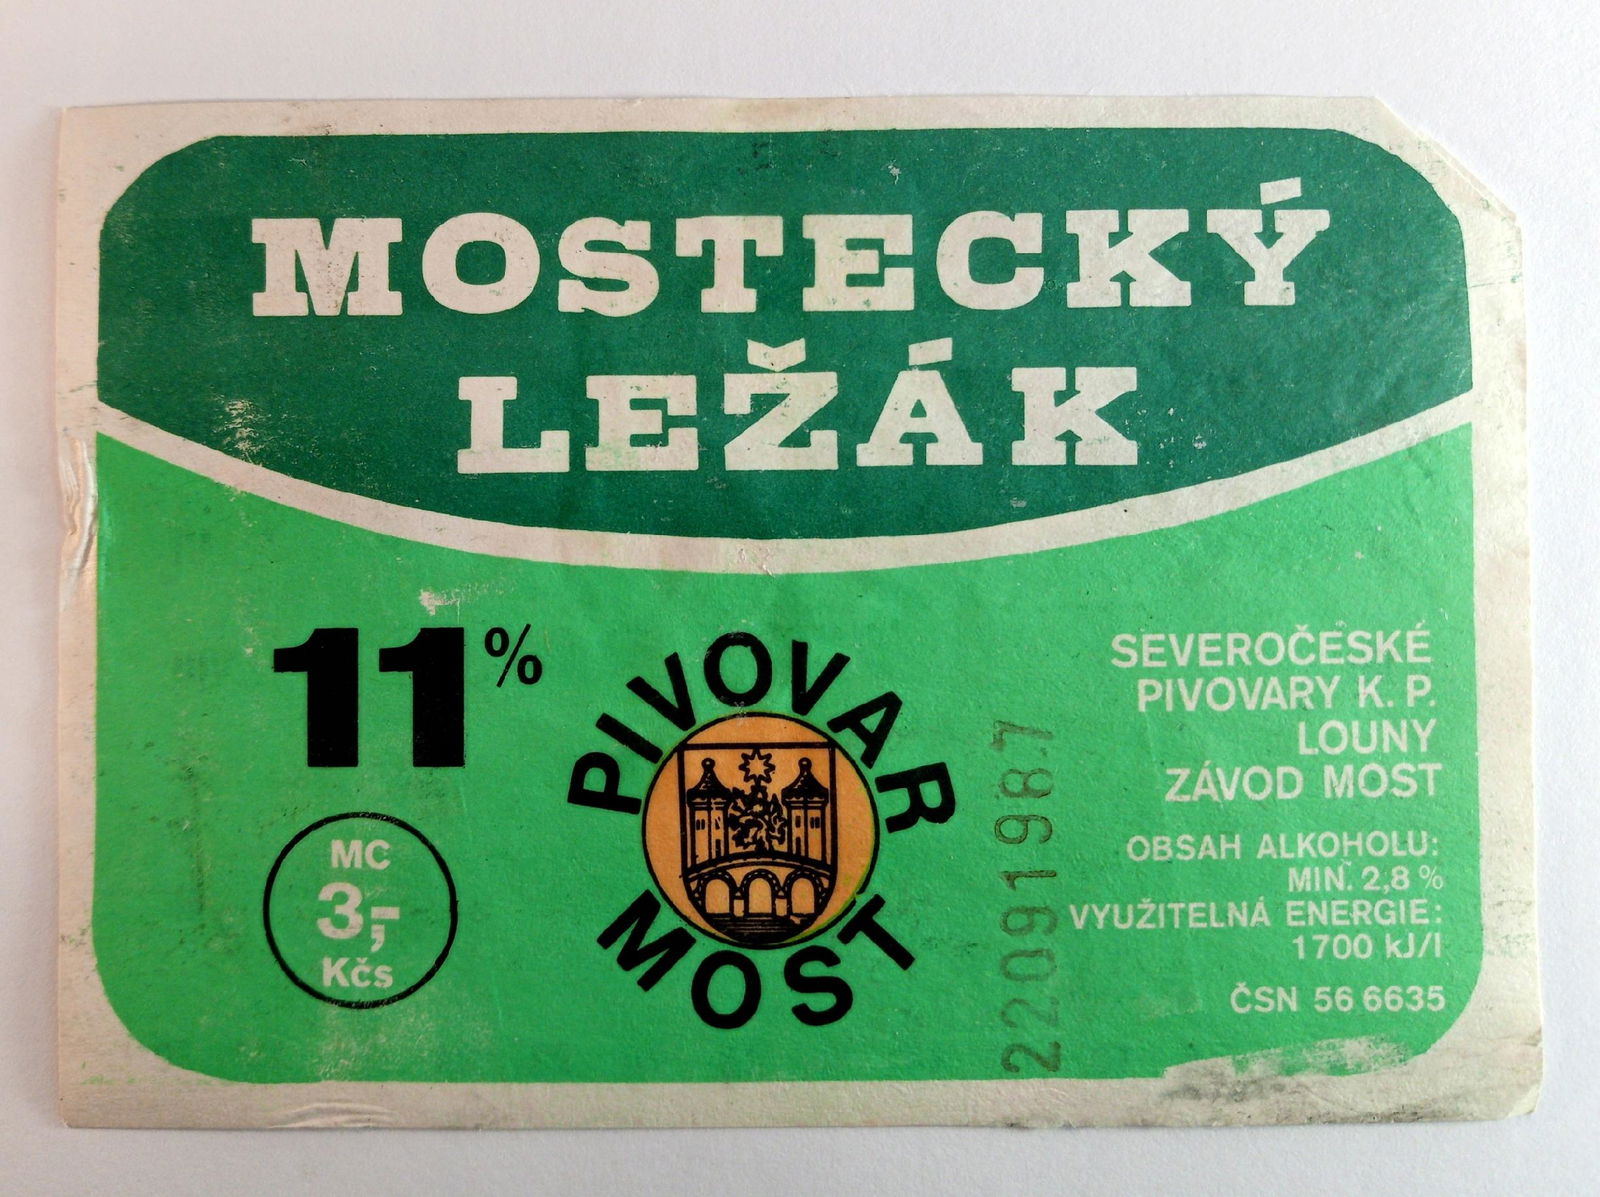 MOSTECKÝ
LEŽÁK
11%
MC
3,-
Kčs
PIVOVAR
MOST
22091987
SEVEROČESKÉ
PIVOVARY K. P.
LOUNY
ZÁVOD MOST
OBSAH ALKOHOLU:
MIN. 2,8 %
VYUŽITELNÁ ENERGIE:
1700 kJ/l
ČSN 56 6635